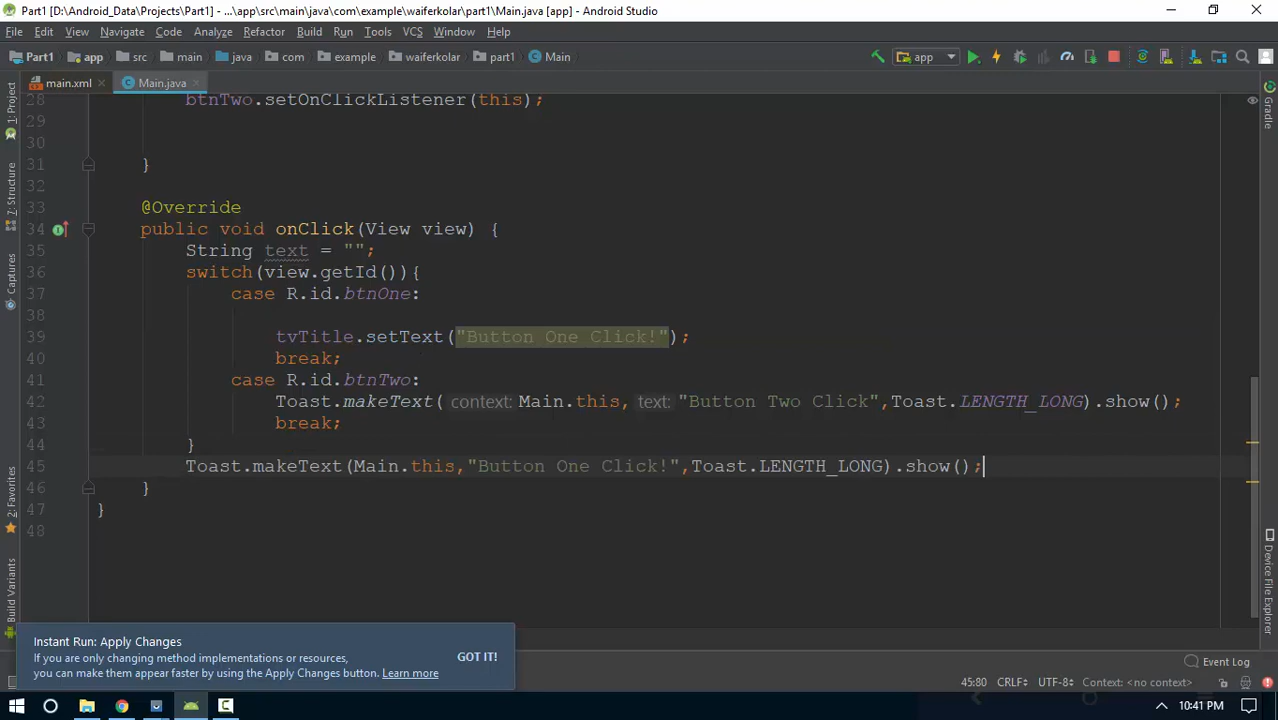 Part1 [D:\Android_Data\Projects\Part1] - ...\app\src\main\java\com\example\waiferkolar\part1\Main.java [app] - Android Studio
File Edit View Navigate Code Analyze Refactor Build Run Tools VCS Window Help
Part1 app src main java com example waiferkolar part1 Main app
main.xml Main.java
1: Project
Z: Structure
Captures
2: Favorites
Build Variants
Gradle
Device File Explorer
28 btnTwo.setOnClickListener(this);
29
30
31 }
32
33 @Override
34 public void onClick(View view) {
35 String text = "";
36 switch(view.getId()){
37 case R.id.btnOne:
38
39 tvTitle.setText("Button One Click!");
40 break;
41 case R.id.btnTwo:
42 Toast.makeText( context: Main.this, text: "Button Two Click",Toast.LENGTH_LONG).show();
43 break;
44 }
45 Toast.makeText(Main.this,"Button One Click!",Toast.LENGTH_LONG).show();
46 }
47 }
48
Instant Run: Apply Changes
If you are only changing method implementations or resources,
you can make them appear faster by using the Apply Changes button. Learn more
GOT IT!
Event Log
45:80 CRLF UTF-8 Context: <no context>
10:41 PM